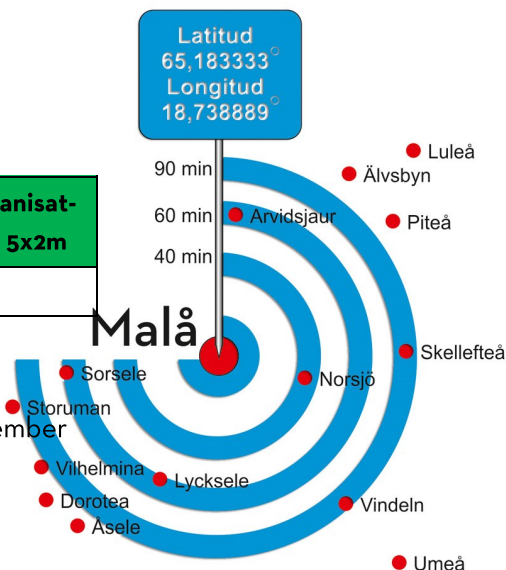 Latitud
65,183333°
Longitud
18,738889°
Luleå
90 min
Älvsbyn
anisat-
60 min
Arvidsjaur
Piteå
5x2m
40 min
Malå
Skellefteå
Sorsele
Norsjö
Storuman
ember
Vilhelmina
Lycksele
Dorotea
Vindeln
Åsele
Umeå